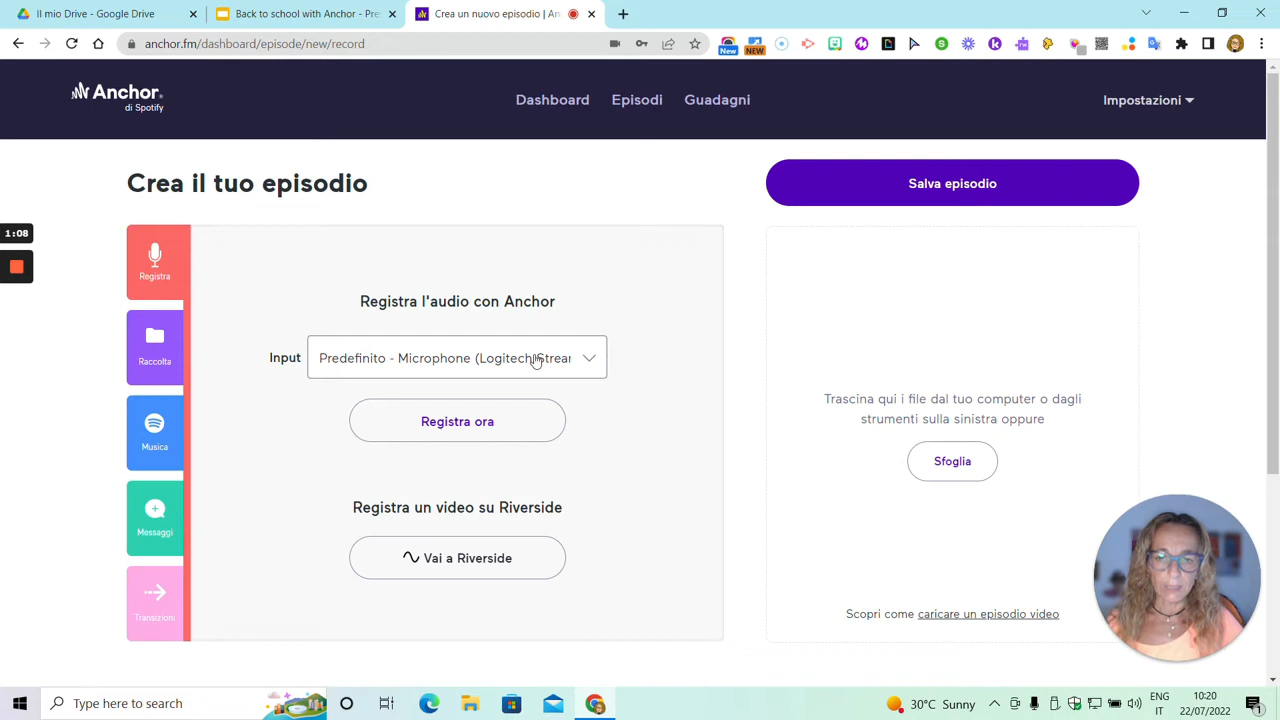 Il mio Drive - Google Drive
Back to school with Anchor - Pre
Crea un nuovo episodio | An
anchor.fm/dashboard/episode/new/record
New
NEW
Anchor.
di Spotify
Dashboard
Episodi
Guadagni
Impostazioni
Crea il tuo episodio
Salva episodio
1:08
Registra
Raccolta
Musica
Messaggi
Transizioni
Registra l'audio con Anchor
Input
Predefinito - Microphone (Logitech Strear
Registra ora
Registra un video su Riverside
Vai a Riverside
Trascina qui i file dal tuo computer o dagli
strumenti sulla sinistra oppure
Sfoglia
Scopri come caricare un episodio video
Type here to search
30°C Sunny
ENG
IT
10:20
22/07/2022
1